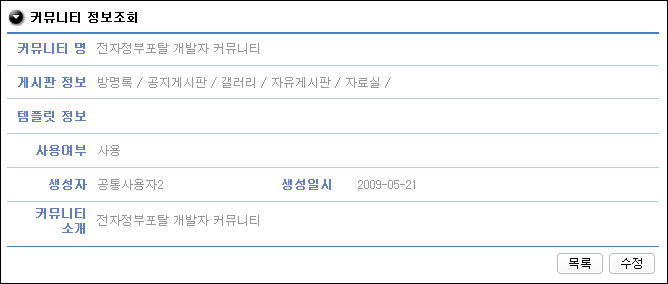 커뮤니티 정보조회
커뮤니티 명 전자정부포탈 개발자 커뮤니티
게시판 정보 방명록 / 공지게시판 / 갤러리 / 자유게시판 / 자료실 /
템플릿 정보
사용여부 사용
생성자 공통사용자2 생성일시 2009-05-21
커뮤니티
소개 전자정부포탈 개발자 커뮤니티
목록 수정